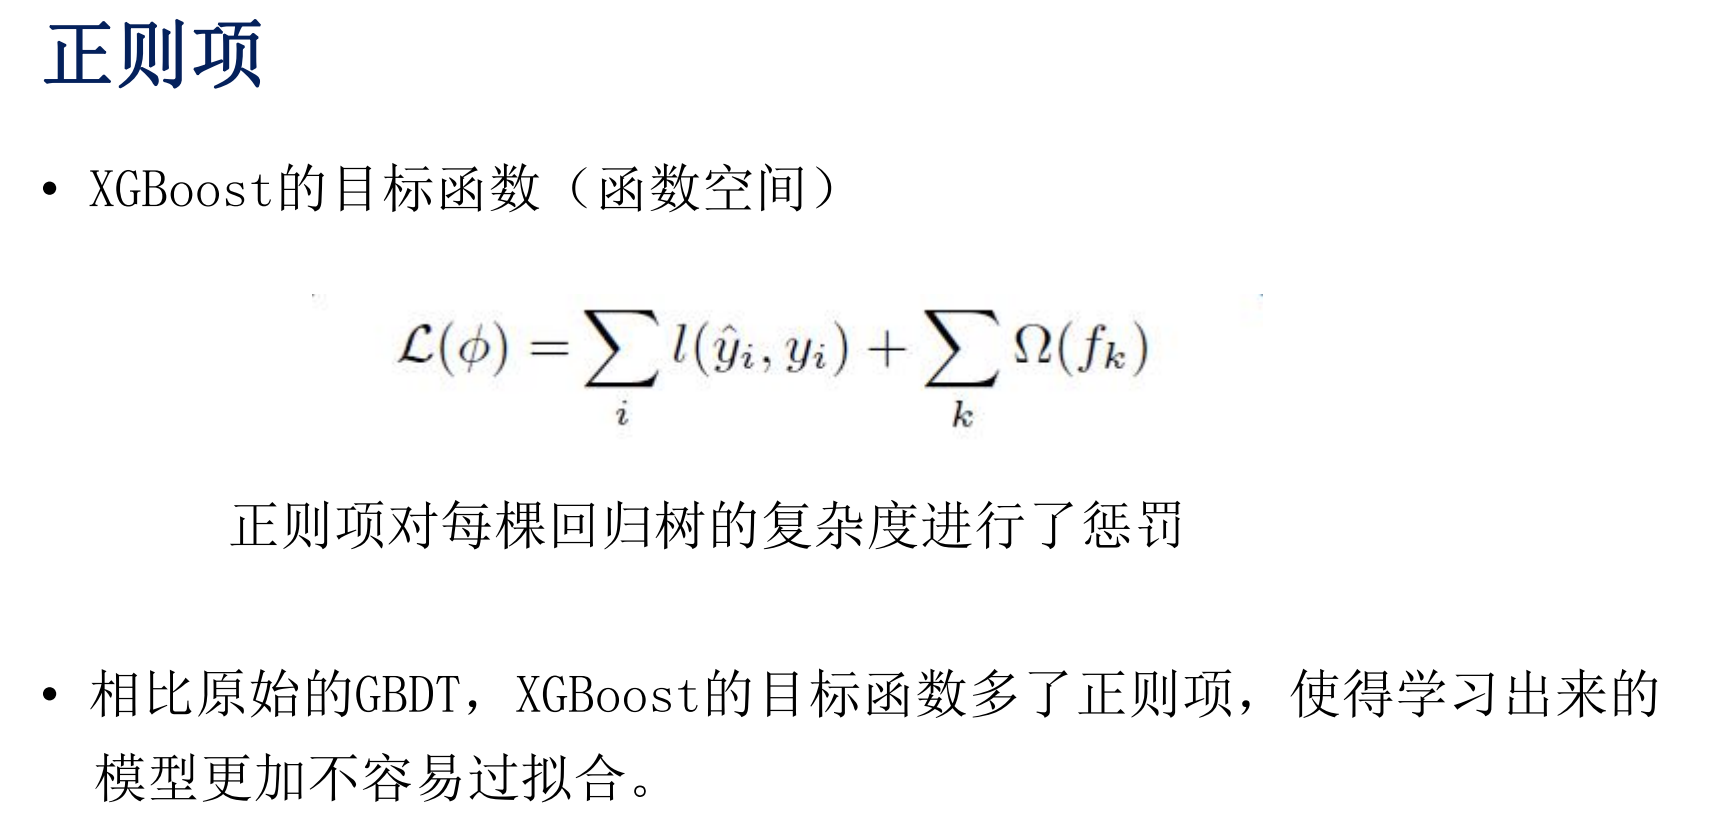 正则项
• XGBoost的目标函数（函数空间）
$\mathcal{L}(\phi) = \sum_{i} l(\hat{y}_i, y_i) + \sum_{k} \Omega(f_k)$
正则项对每棵回归树的复杂度进行了惩罚
• 相比原始的GBDT，XGBoost的目标函数多了正则项，使得学习出来的
模型更加不容易过拟合。